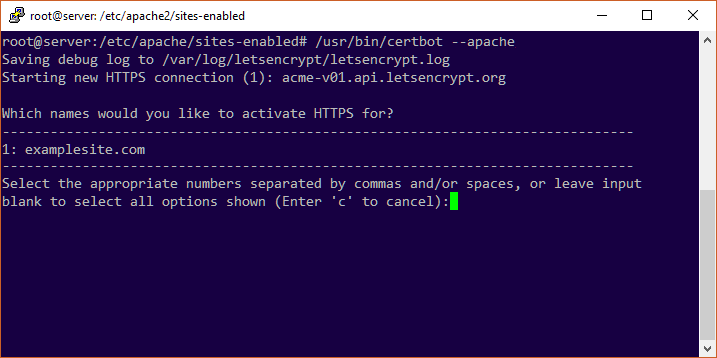 root@server: /etc/apache2/sites-enabled
root@server:/etc/apache/sites-enabled# /usr/bin/certbot --apache
Saving debug log to /var/log/letsencrypt/letsencrypt.log
Starting new HTTPS connection (1): acme-v01.api.letsencrypt.org
Which names would you like to activate HTTPS for?
-------------------------------------------------------------------------------
1: examplesite.com
-------------------------------------------------------------------------------
Select the appropriate numbers separated by commas and/or spaces, or leave input
blank to select all options shown (Enter 'c' to cancel):